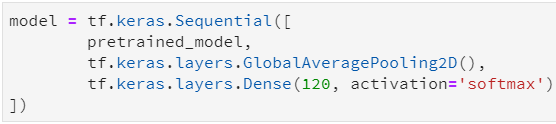 model = tf.keras.Sequential([
        pretrained_model,
        tf.keras.layers.GlobalAveragePooling2D(),
        tf.keras.layers.Dense(120, activation='softmax')
])